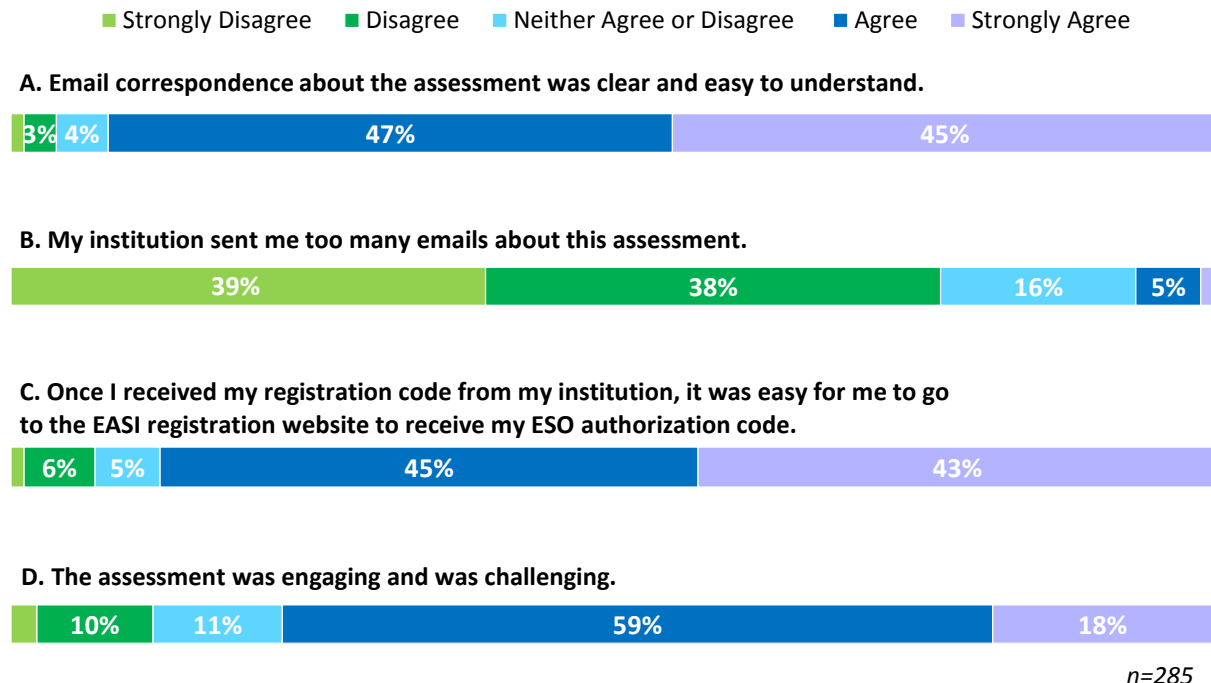 Strongly Disagree Disagree Neither Agree or Disagree Agree Strongly Agree
A. Email correspondence about the assessment was clear and easy to understand.
3% 4% 47% 45%
B. My institution sent me too many emails about this assessment.
39% 38% 16% 5%
C. Once I received my registration code from my institution, it was easy for me to go
to the EASI registration website to receive my ESO authorization code.
6% 5% 45% 43%
D. The assessment was engaging and was challenging.
10% 11% 59% 18%
n=285